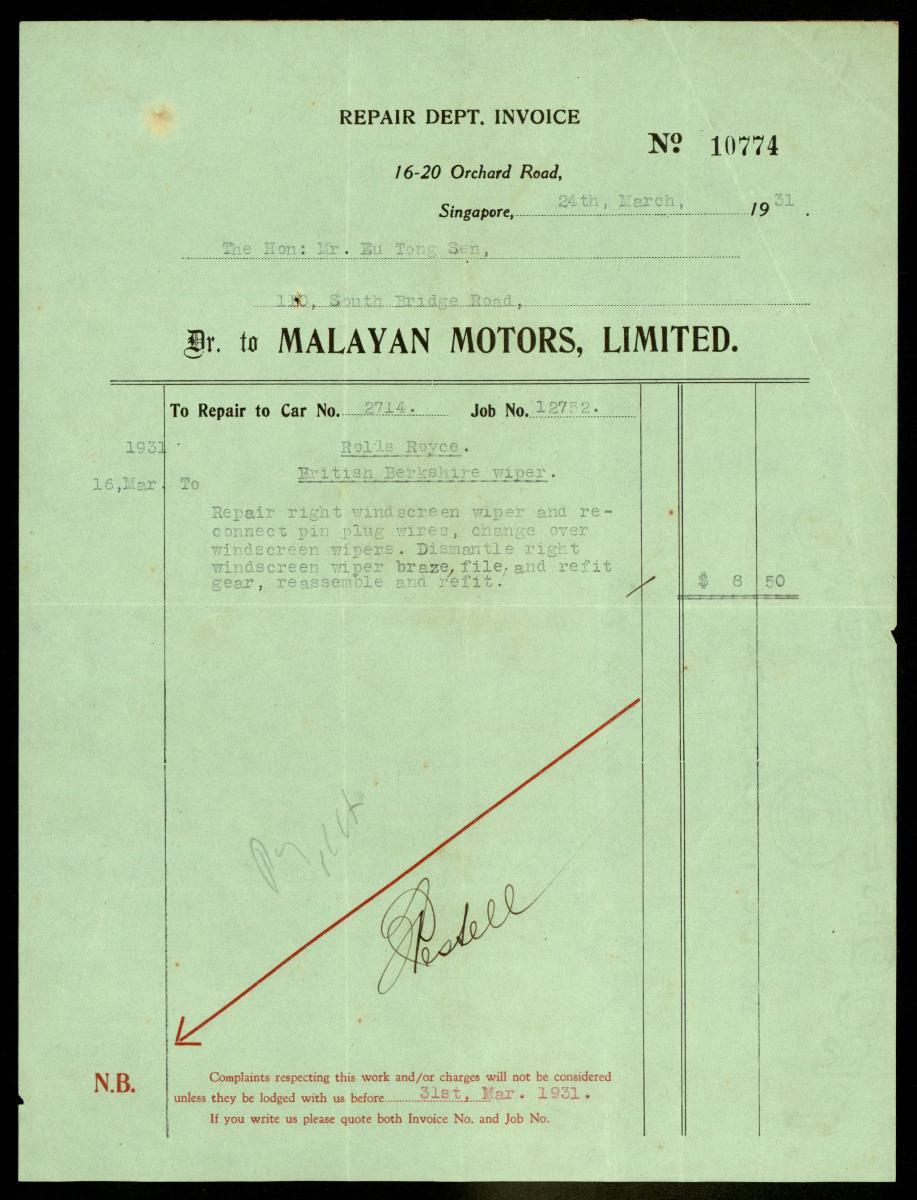 REPAIR DEPT. INVOICE
Nº 10774
16-20 Orchard Road,
Singapore, 24th, March, 1931.
The Hon: Mr. Eu Tong Sen,
110, South Bridge Road,
Dr. to MALAYAN MOTORS, LIMITED.
To Repair to Car No. 2714. Job No. 12752.
1931 Rolls Royce.
British Berkshire wiper.
16,Mar. To
Repair right windscreen wiper and re-
connect pin plug wires, change over
windscreen wipers. Dismantle right
windscreen wiper braze, file, and refit
gear, reassemble and refit. $ 8 50
Pestell
N.B. Complaints respecting this work and/or charges will not be considered
unless they be lodged with us before 31st, Mar. 1931.
If you write us please quote both Invoice No. and Job No.